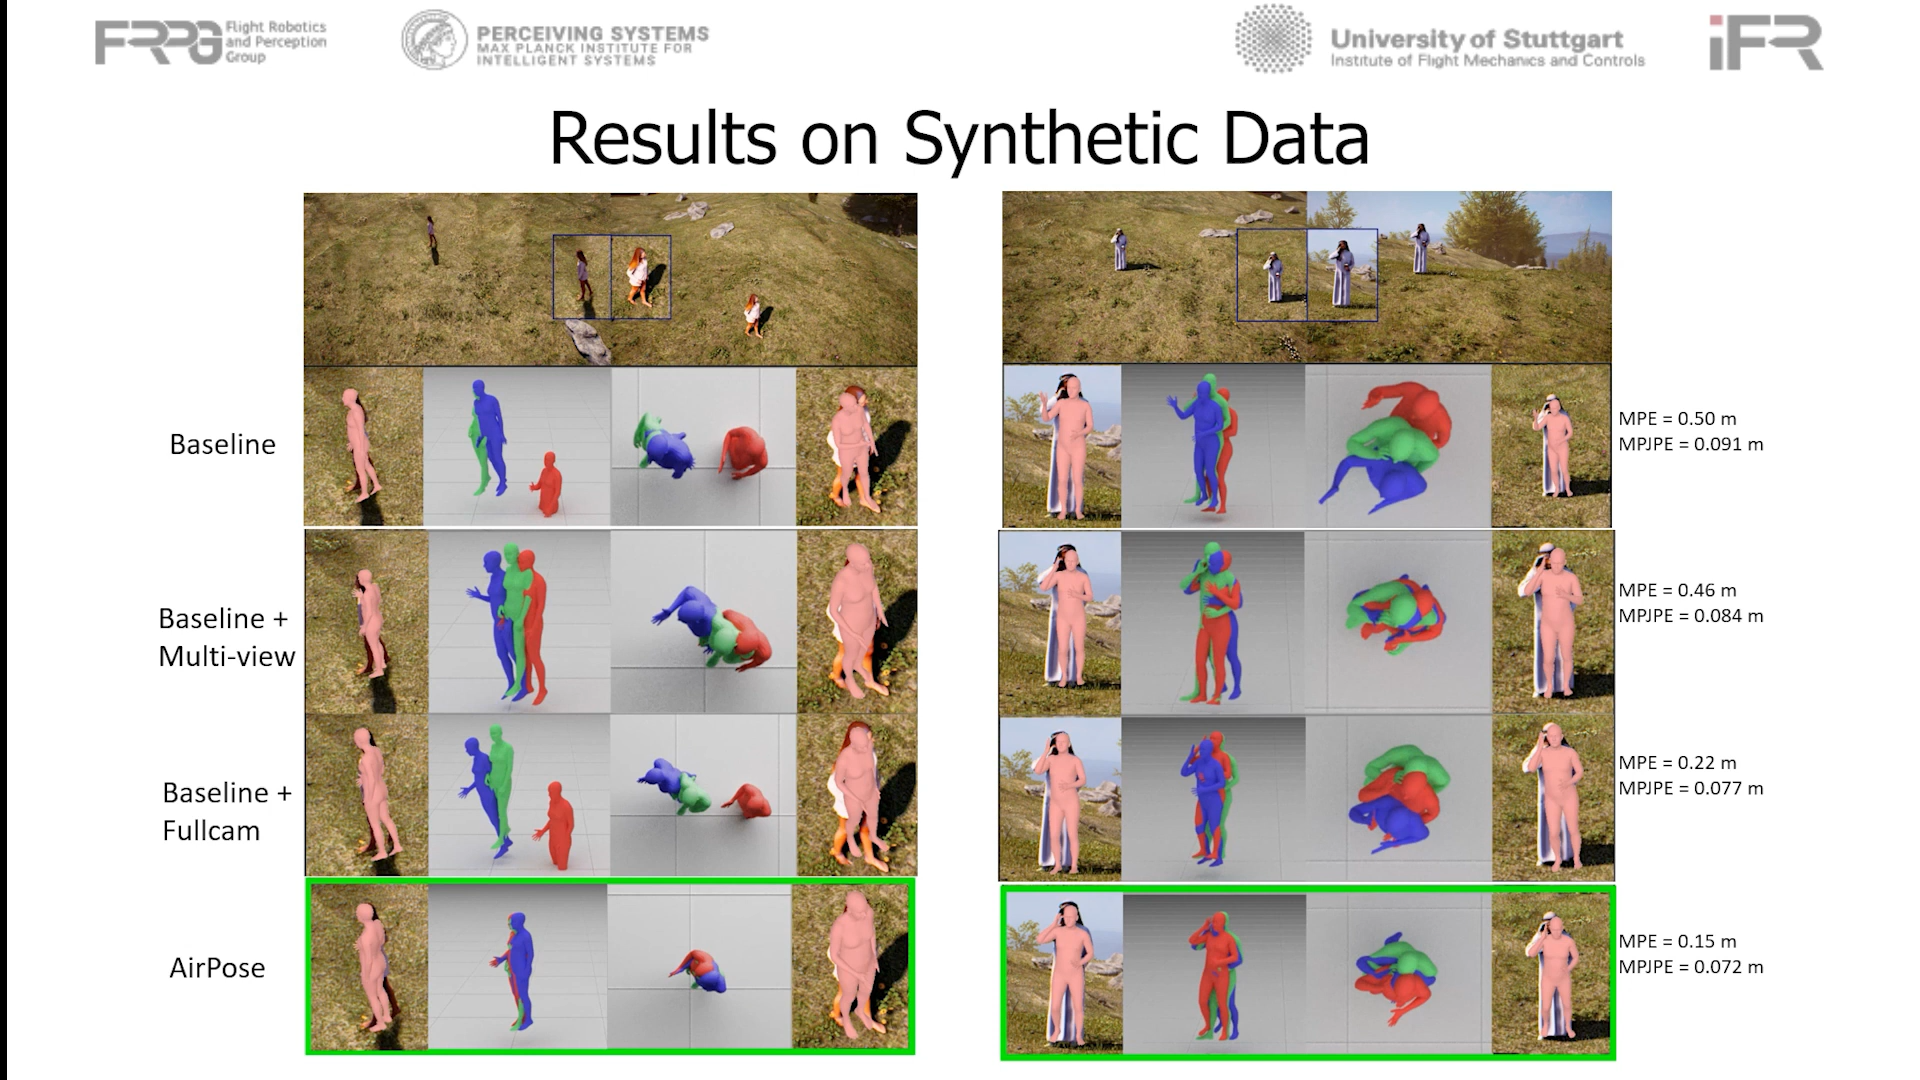 FRPG Flight Robotics
and Perception
Group
PERCEIVING SYSTEMS
MAX PLANCK INSTITUTE FOR
INTELLIGENT SYSTEMS
University of Stuttgart
Institute of Flight Mechanics and Controls
iFR
Results on Synthetic Data
Baseline
MPE = 0.50 m
MPJPE = 0.091 m
Baseline +
Multi-view
MPE = 0.46 m
MPJPE = 0.084 m
Baseline +
Fullcam
MPE = 0.22 m
MPJPE = 0.077 m
AirPose
MPE = 0.15 m
MPJPE = 0.072 m